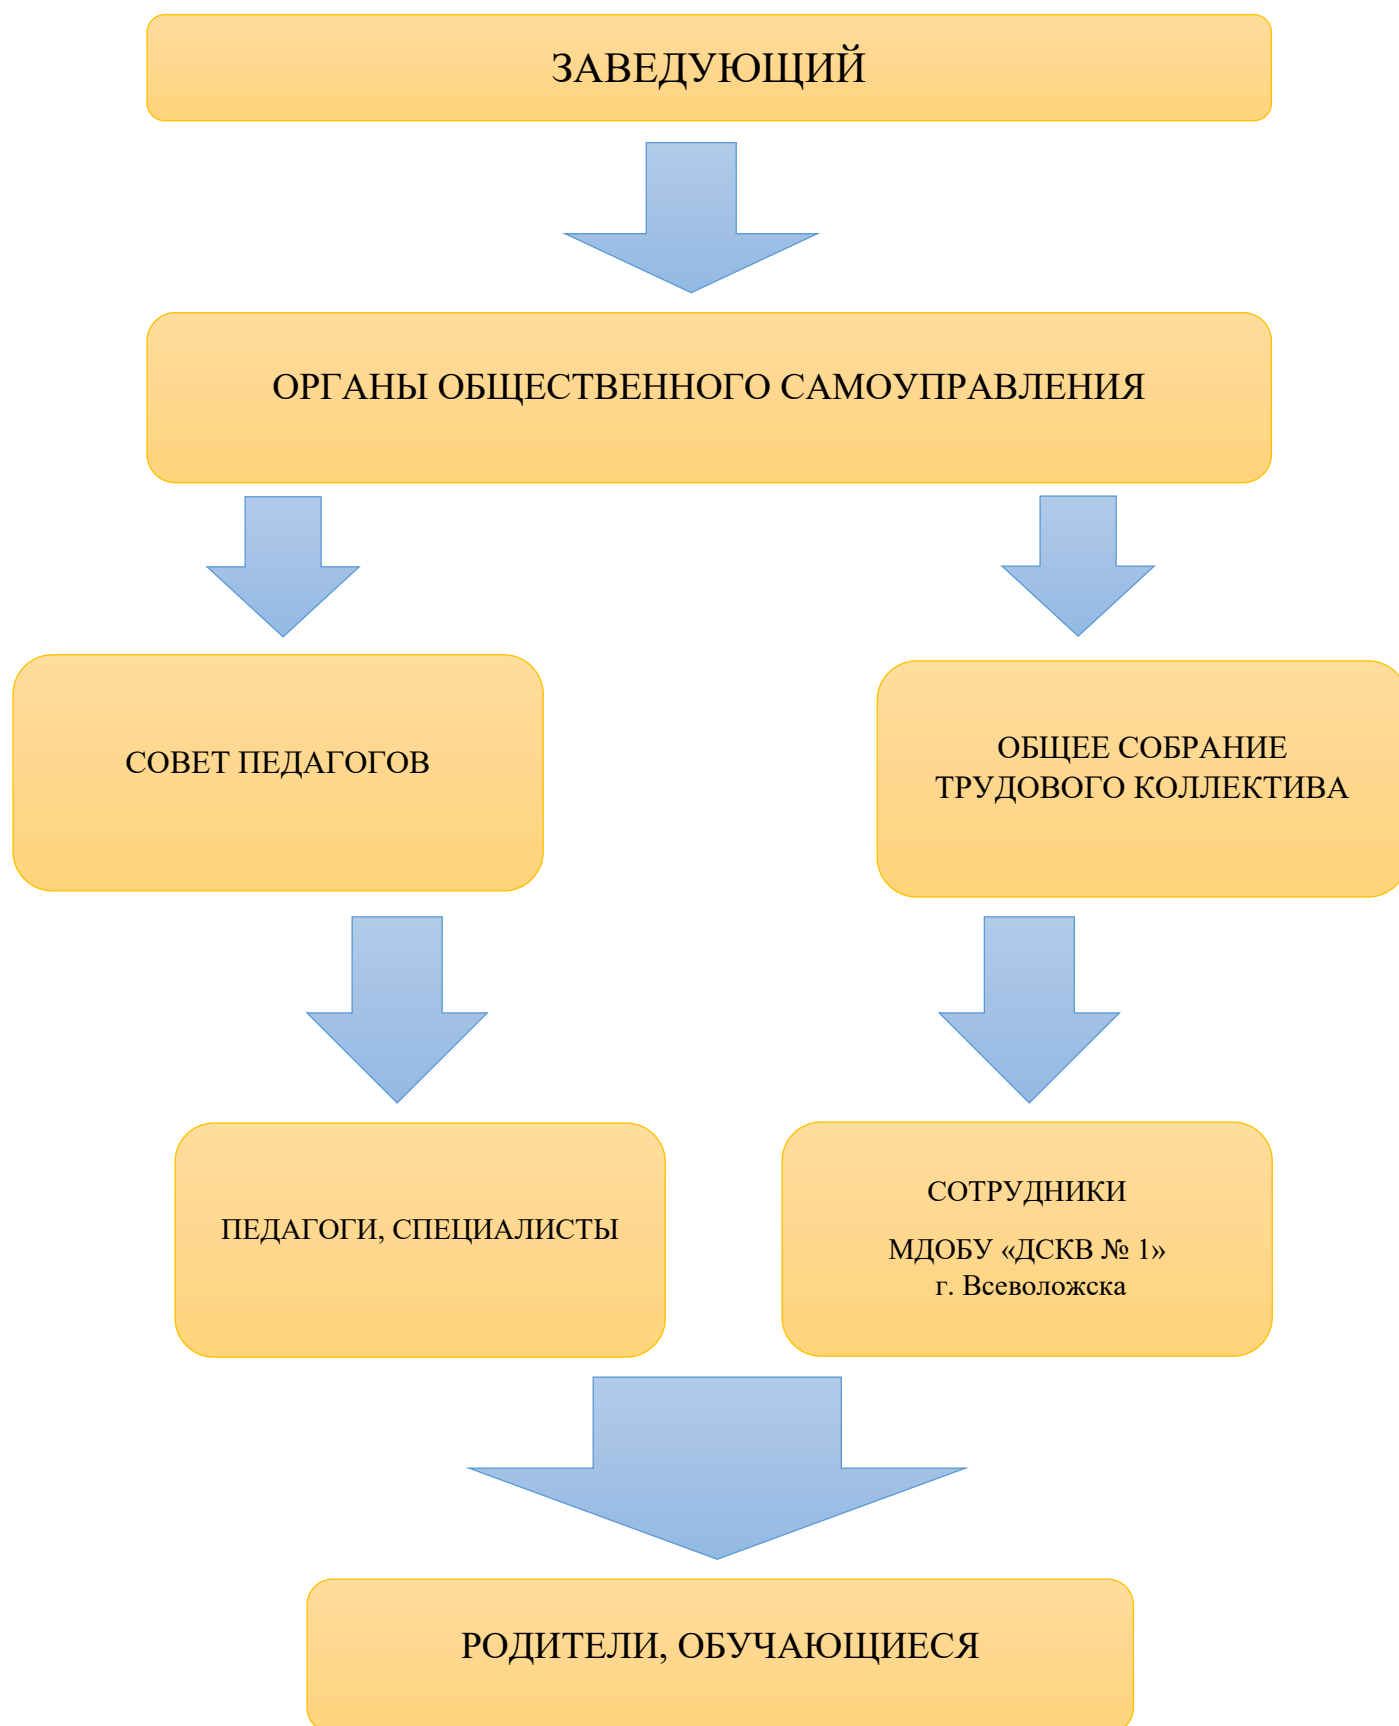 ЗАВЕДУЮЩИЙ
ОРГАНЫ ОБЩЕСТВЕННОГО САМОУПРАВЛЕНИЯ
СОВЕТ ПЕДАГОГОВ
ОБЩЕЕ СОБРАНИЕ
ТРУДОВОГО КОЛЛЕКТИВА
ПЕДАГОГИ, СПЕЦИАЛИСТЫ
СОТРУДНИКИ
МДОБУ «ДСКВ № 1»
г. Всеволожска
РОДИТЕЛИ, ОБУЧАЮЩИЕСЯ